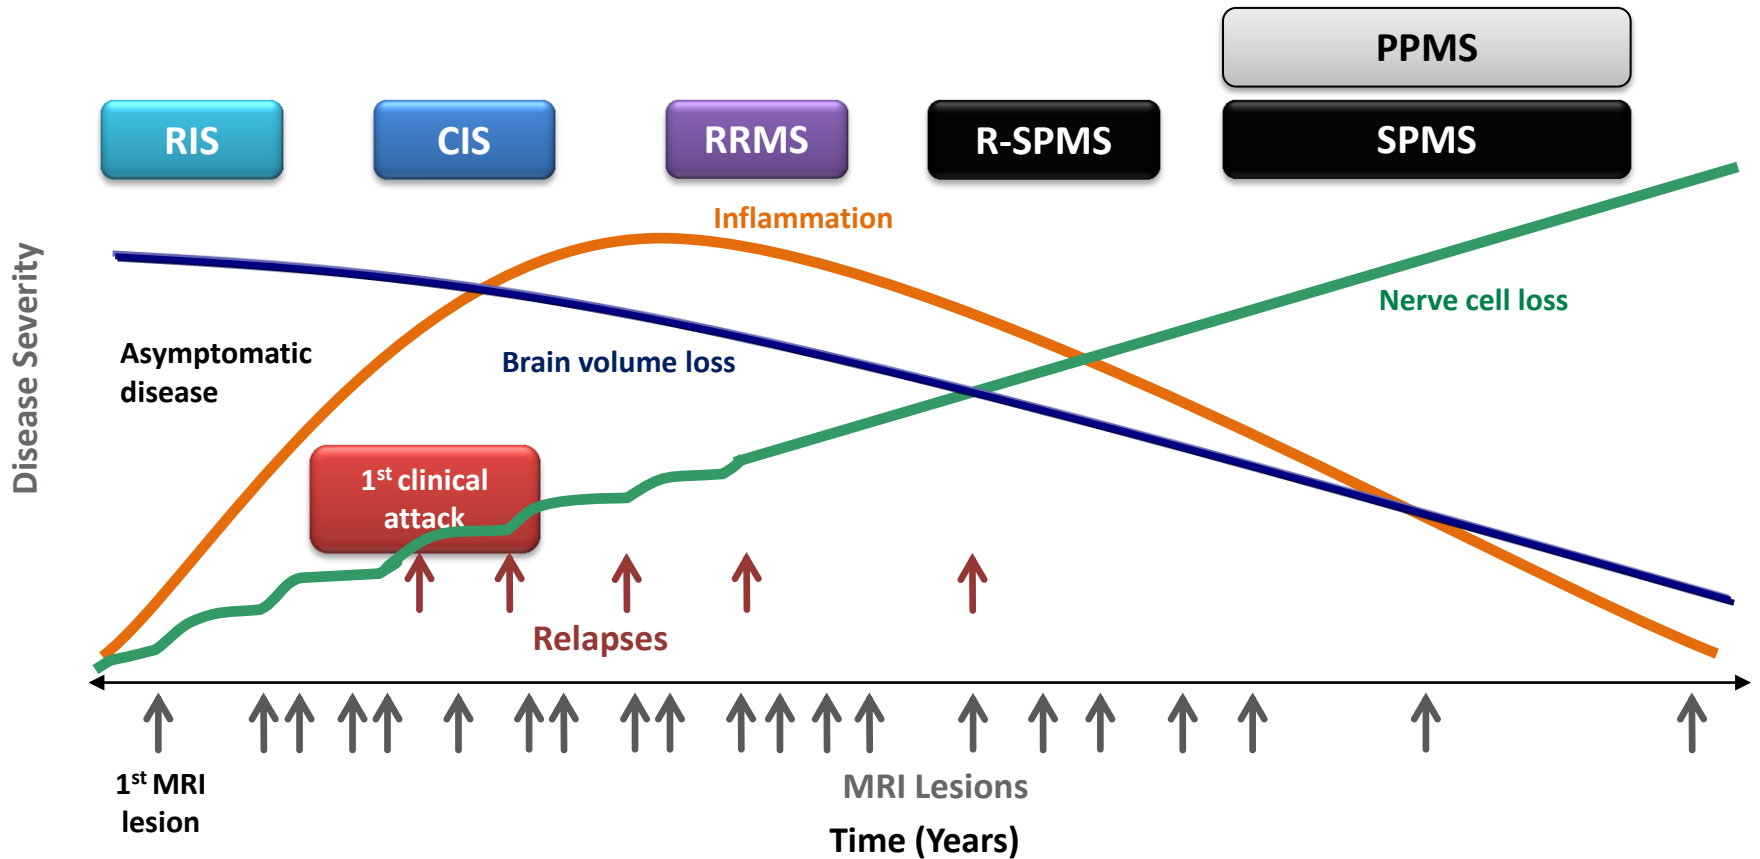 PPMS
RIS
CIS
RRMS
R-SPMS
SPMS
Inflammation
Disease Severity
Nerve cell loss
Asymptomatic
disease
Brain volume loss
1st clinical
attack
Relapses
1st MRI
lesion
MRI Lesions
Time (Years)